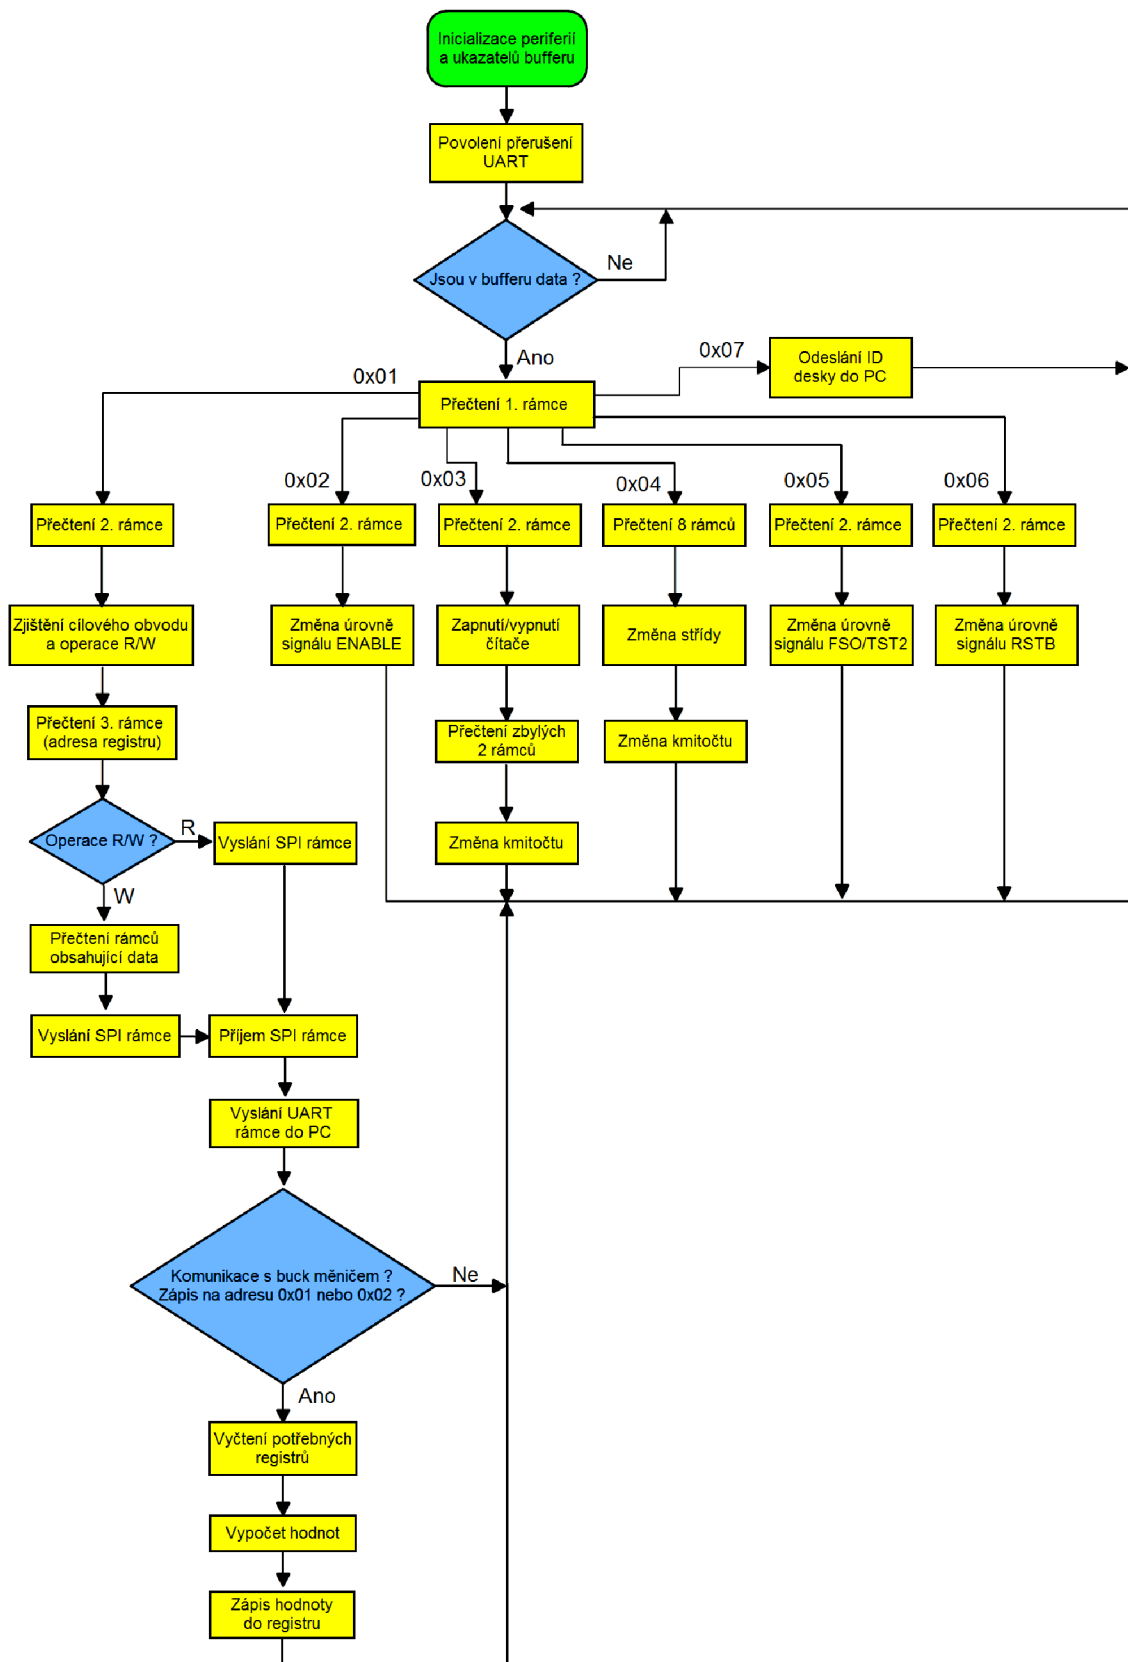 Inicializace periferií
a ukazatelů bufferu
Povolení přerušení
UART
Jsou v bufferu data ?
Ne
Ano
0x07
Odeslání ID
desky do PC
0x01
Přečtení 1. rámce
0x02
0x03
0x04
0x05
0x06
Přečtení 2. rámce
Přečtení 2. rámce
Přečtení 2. rámce
Přečtení 8 rámců
Přečtení 2. rámce
Přečtení 2. rámce
Zjištění cílového obvodu
a operace R/W
Změna úrovně
signálu ENABLE
Zapnutí/vypnutí
čítače
Změna střídy
Změna úrovně
signálu FSO/TST2
Změna úrovně
signálu RSTB
Přečtení 3. rámce
(adresa registru)
Přečtení zbylých
2 rámců
Změna kmitočtu
Operace R/W ?
R
Vyslání SPI rámce
Změna kmitočtu
W
Přečtení rámců
obsahující data
Vyslání SPI rámce
Příjem SPI rámce
Vyslání UART
rámce do PC
Komunikace s buck měničem ?
Zápis na adresu 0x01 nebo 0x02 ?
Ne
Ano
Vyčtení potřebných
registrů
Vypočet hodnot
Zápis hodnoty
do registru